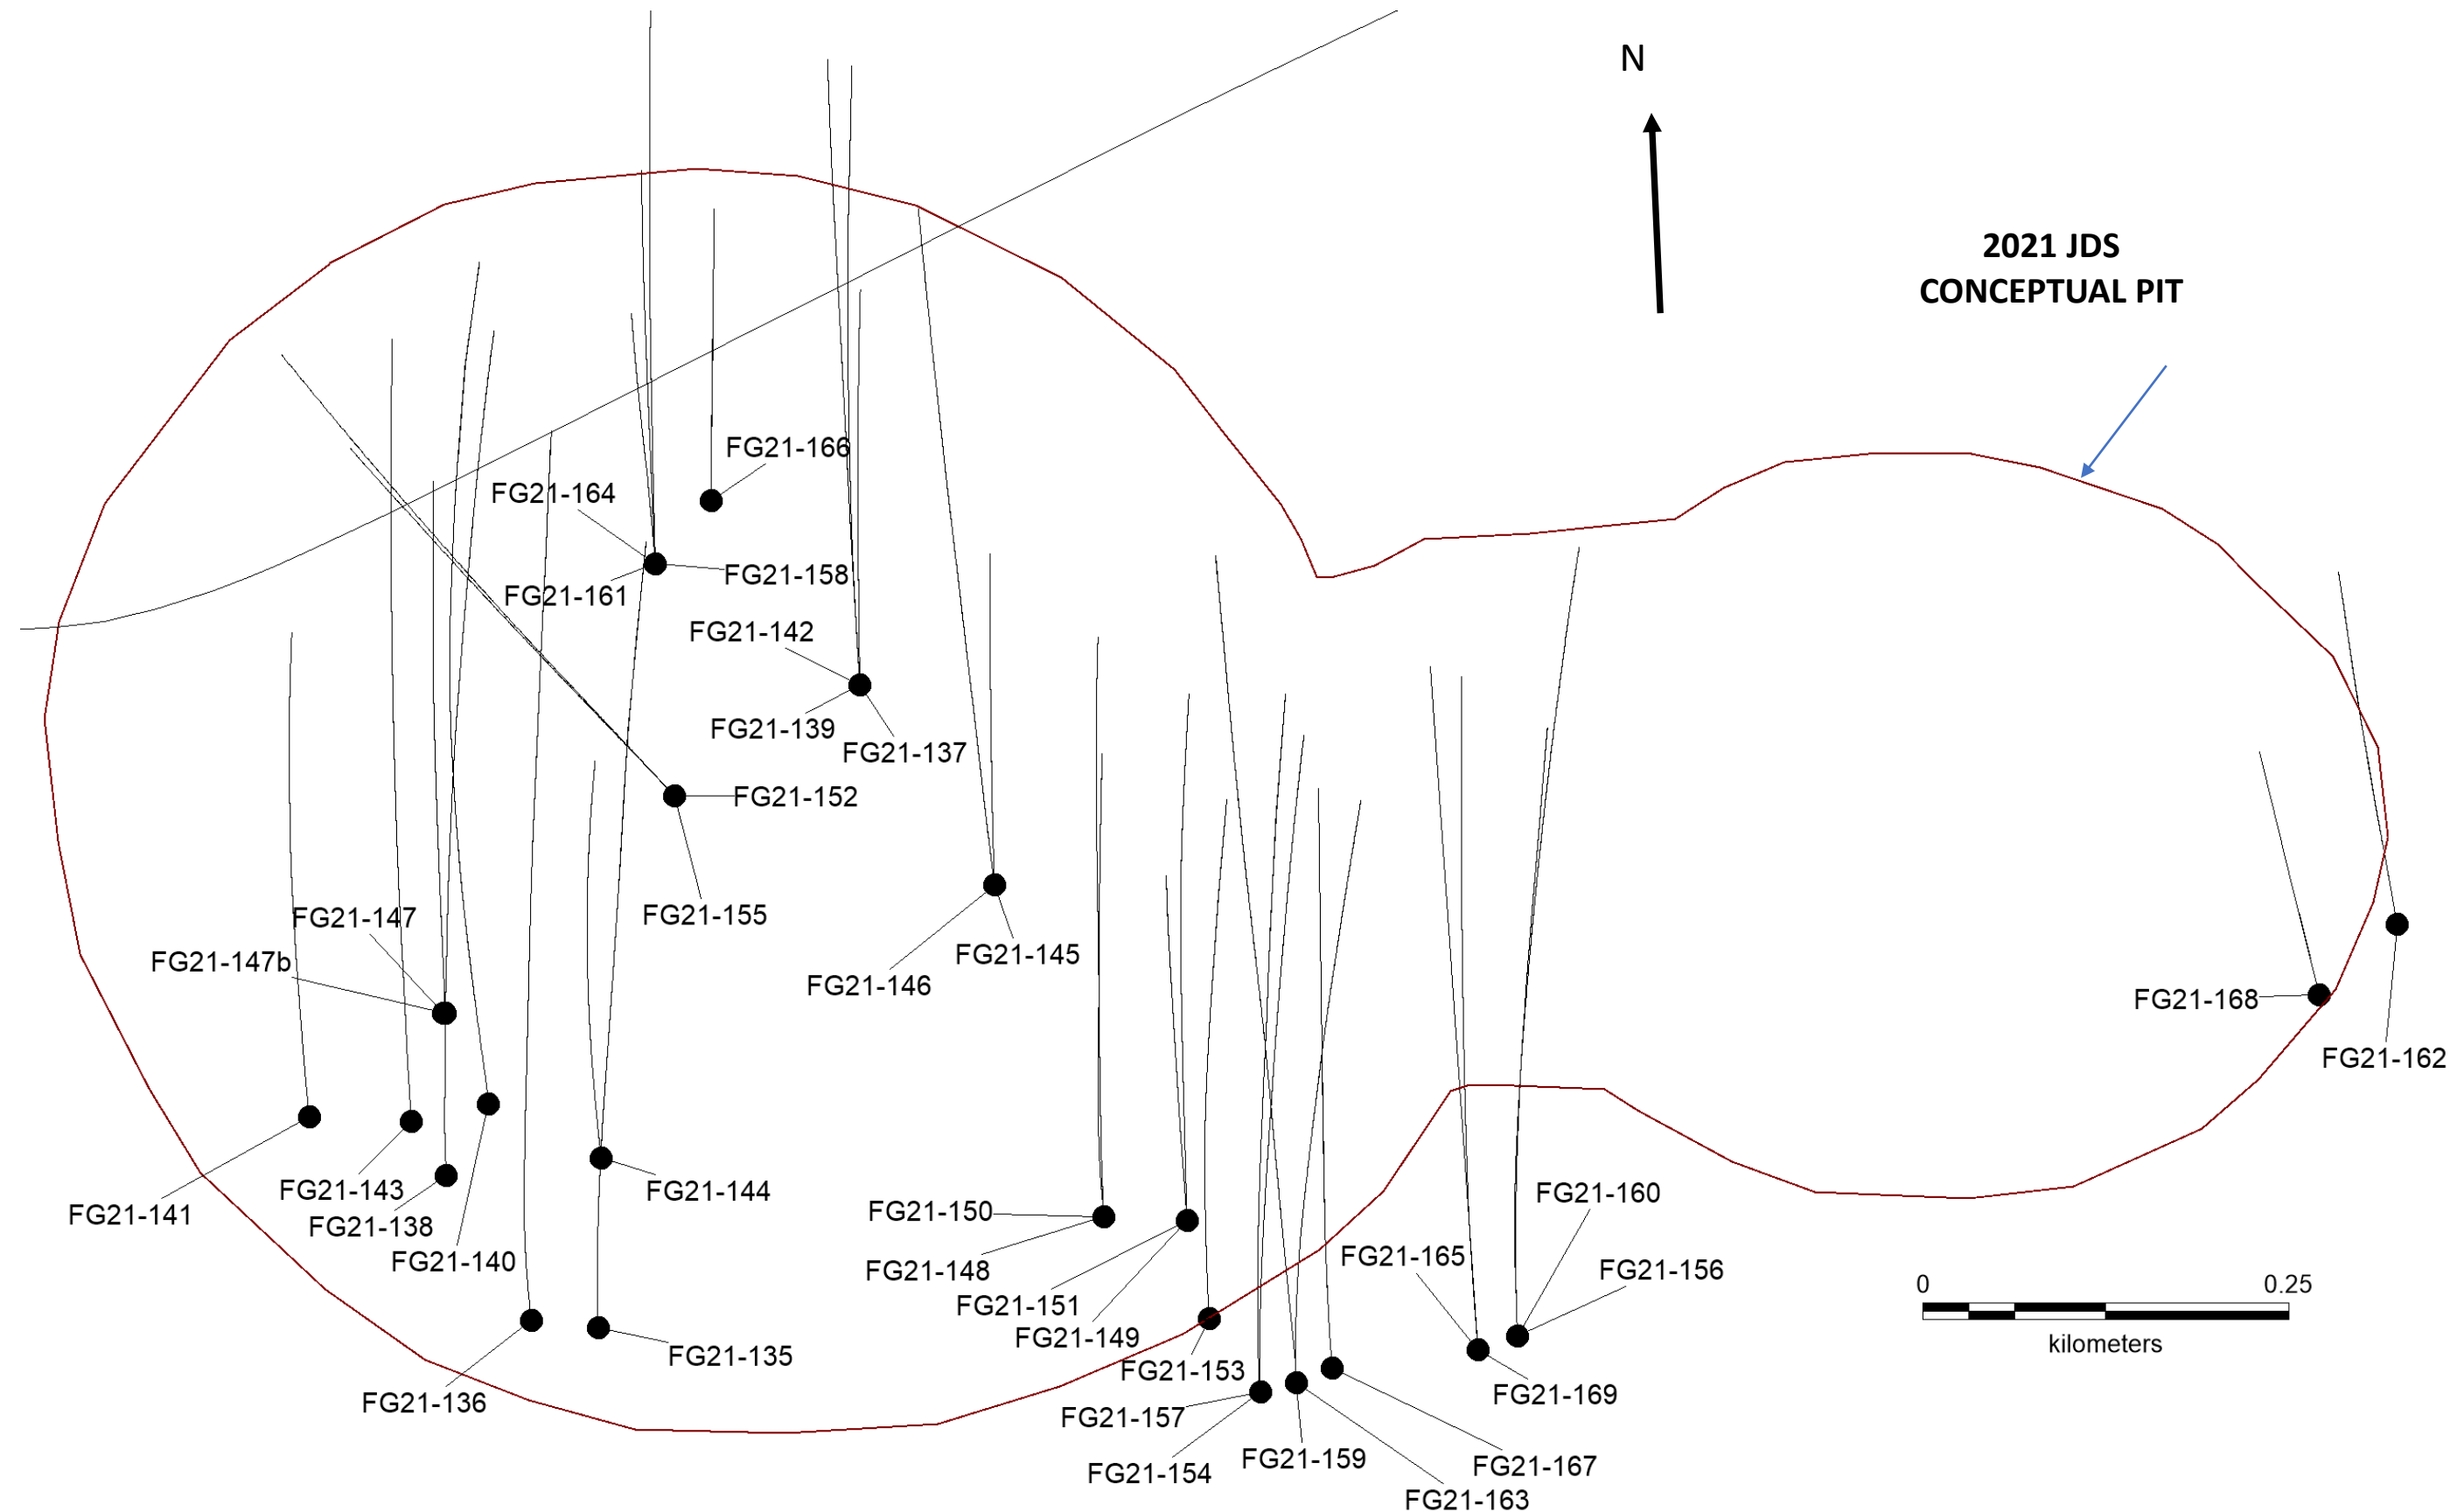 N
2021 JDS
CONCEPTUAL PIT
FG21-166
FG21-164
FG21-158
FG21-161
FG21-142
FG21-139
FG21-137
FG21-152
FG21-155
FG21-147
FG21-147b
FG21-145
FG21-146
FG21-168
FG21-162
FG21-143
FG21-144
FG21-141
FG21-138
FG21-140
FG21-150
FG21-148
FG21-160
FG21-165
FG21-156
FG21-151
FG21-149
FG21-135
FG21-153
FG21-136
FG21-169
FG21-157
FG21-154
FG21-159
FG21-167
FG21-163
0 0.25
kilometers